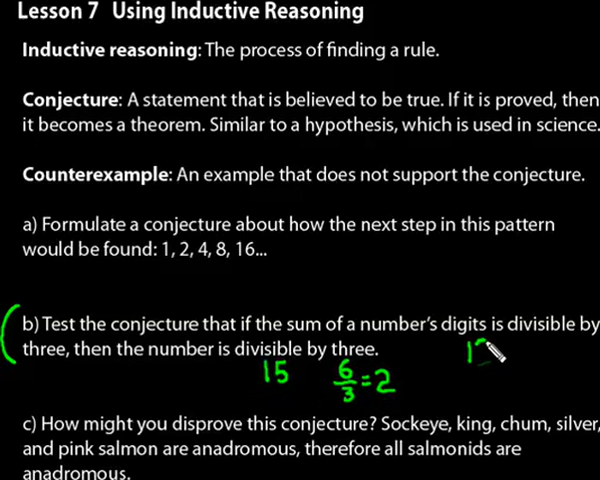 Lesson 7 Using Inductive Reasoning
Inductive reasoning: The process of finding a rule.
Conjecture: A statement that is believed to be true. If it is proved, then
it becomes a theorem. Similar to a hypothesis, which is used in science.
Counterexample: An example that does not support the conjecture.
a) Formulate a conjecture about how the next step in this pattern
would be found: 1, 2, 4, 8, 16...
b) Test the conjecture that if the sum of a number's digits is divisible by
three, then the number is divisible by three.
15 6/3=2
c) How might you disprove this conjecture? Sockeye, king, chum, silver,
and pink salmon are anadromous, therefore all salmonids are
anadromous.